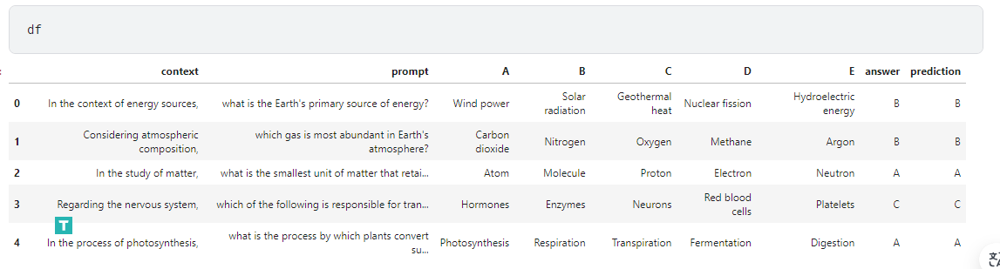 df
context prompt A B C D E answer prediction
0 In the context of energy sources, what is the Earth's primary source of energy? Wind power Solar radiation Geothermal heat Nuclear fission Hydroelectric energy B B
1 Considering atmospheric composition, which gas is most abundant in Earth's atmosphere? Carbon dioxide Nitrogen Oxygen Methane Argon B B
2 In the study of matter, what is the smallest unit of matter that retai... Atom Molecule Proton Electron Neutron A A
3 Regarding the nervous system, which of the following is responsible for tran... Hormones Enzymes Neurons Red blood cells Platelets C C
T
4 In the process of photosynthesis, what is the process by which plants convert su... Photosynthesis Respiration Transpiration Fermentation Digestion A A